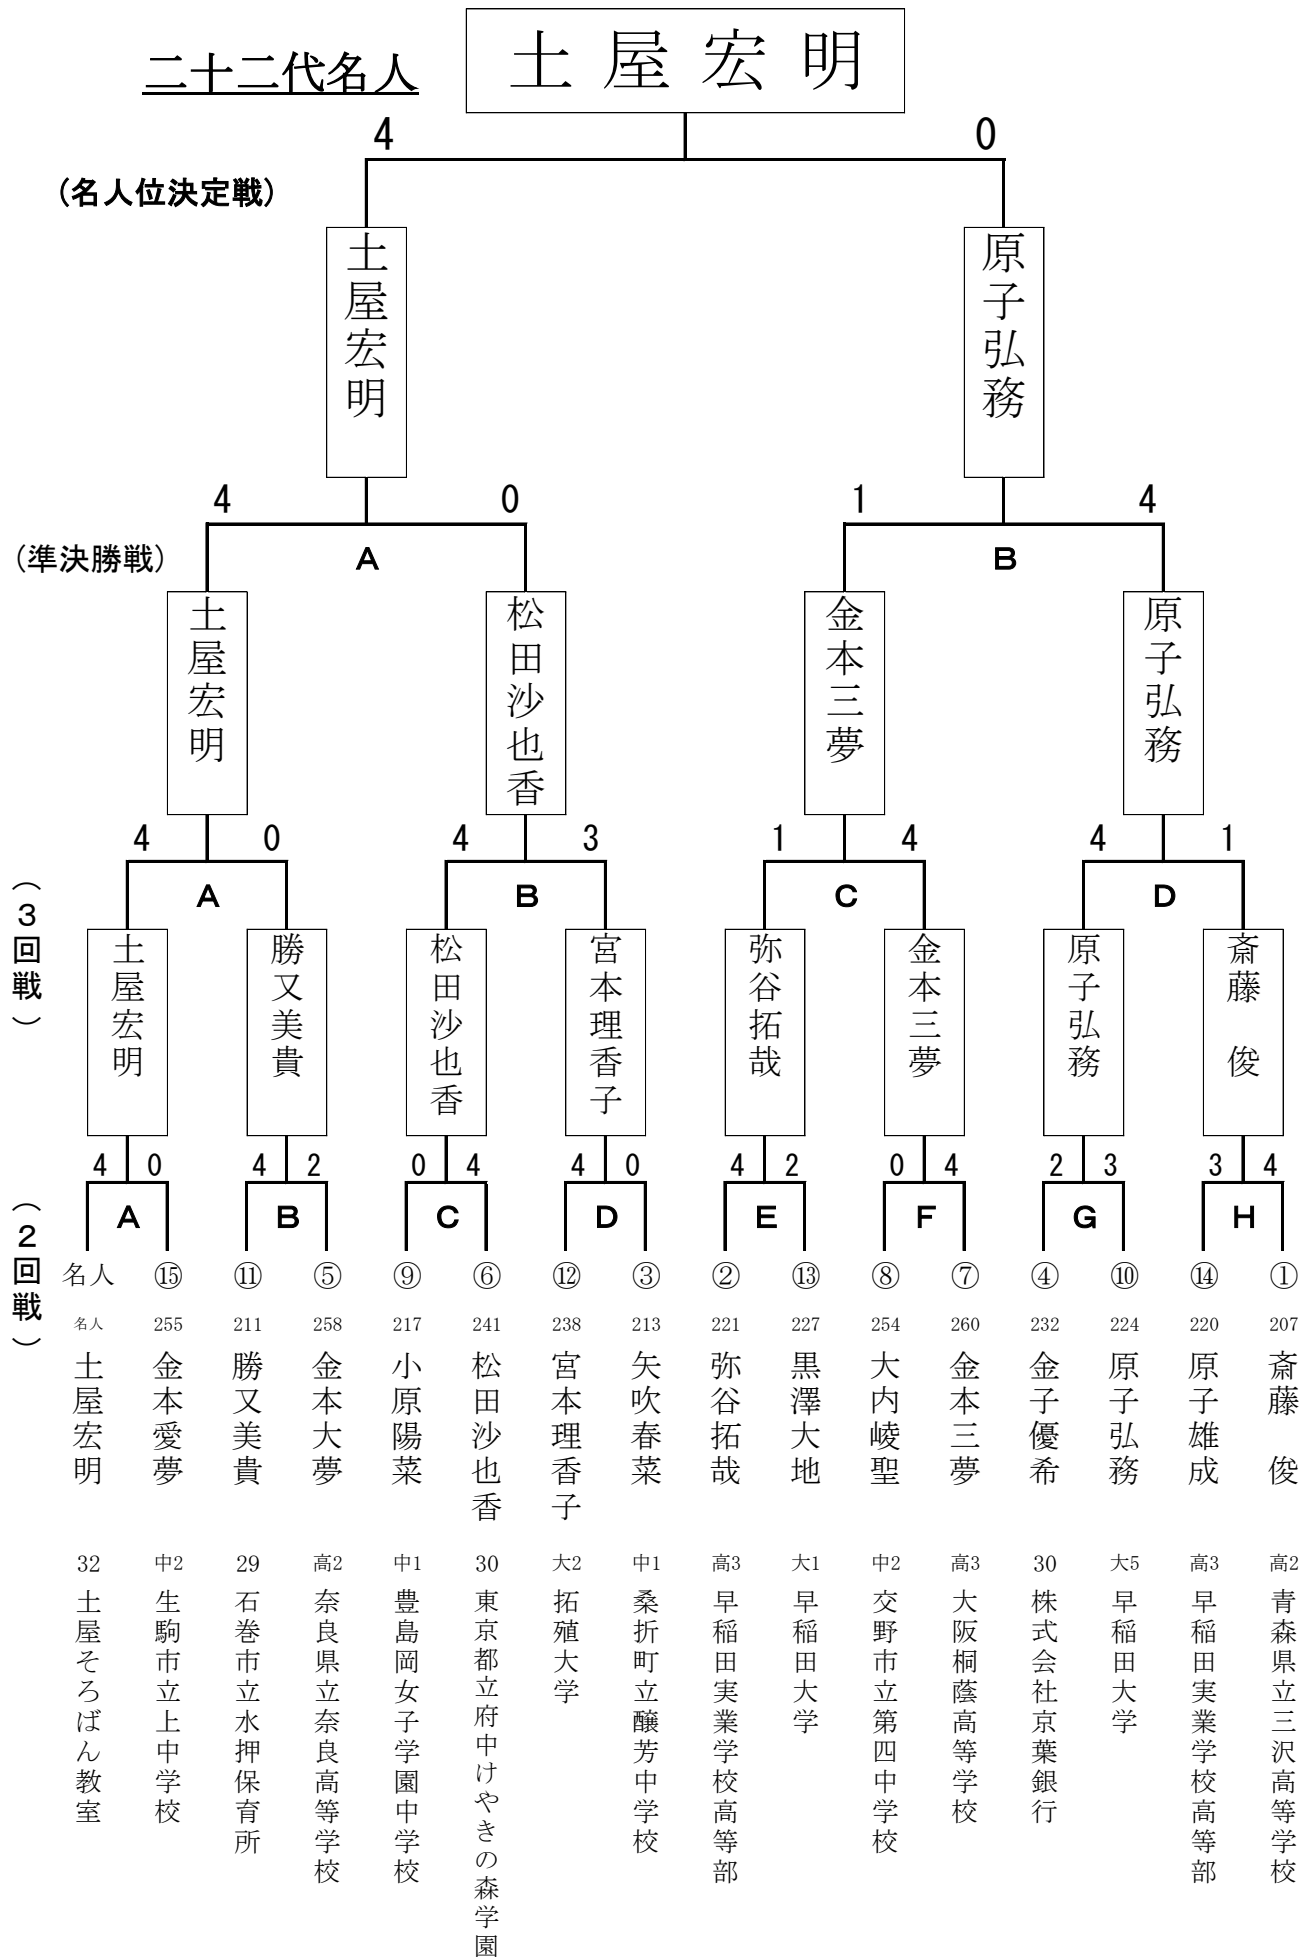 二十二代名人
土屋宏明
4 0
(名人位決定戦)
土屋宏明
原子弘務
4 0
1 4
(準決勝戦)
A
B
土屋宏明
松田沙也香
金本三夢
原子弘務
4 0
4 3
1 4
4 1
(3回戦)
A
B
C
D
土屋宏明
勝又美貴
松田沙也香
宮本理香子
弥谷拓哉
金本三夢
原子弘務
斎藤 俊
4 0
4 2
0 4
4 0
4 2
0 4
2 3
3 4
(2回戦)
A
B
C
D
E
F
G
H
名人 ⑮ ⑪ ⑤ ⑨ ⑥ ⑫ ③ ② ⑬ ⑧ ⑦ ④ ⑩ ⑭ ①
名人 255 211 258 217 241 238 213 221 227 254 260 232 224 220 207
土屋宏明
金本愛夢
勝又美貴
金本大夢
小原陽菜
松田沙也香
宮本理香子
矢吹春菜
弥谷拓哉
黒澤大地
大内崚聖
金本三夢
金子優希
原子弘務
原子雄成
斎藤 俊
32 中2 29 高2 中1 30 大2 中1 高3 大1 中2 高3 30 大5 高3 高2
土屋そろばん教室
生駒市立上中学校
石巻市立水押保育所
奈良県立奈良高等学校
豊島岡女子学園中学校
東京都立府中けやきの森学園
拓殖大学
桑折町立醸芳中学校
早稲田実業学校高等部
早稲田大学
交野市立第四中学校
大阪桐蔭高等学校
株式会社京葉銀行
早稲田大学
早稲田実業学校高等部
青森県立三沢高等学校